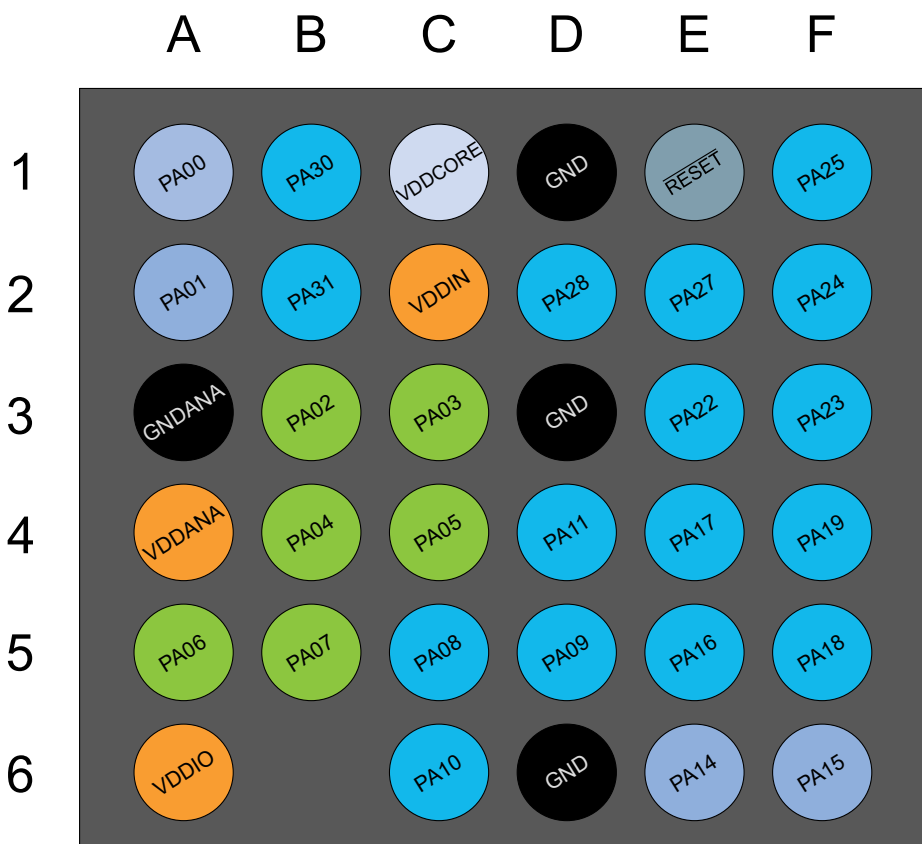 A B C D E F
1 PA00 PA30 VDDCORE GND RESET PA25
2 PA01 PA31 VDDIN PA28 PA27 PA24
3 GNDANA PA02 PA03 GND PA22 PA23
4 VDDANA PA04 PA05 PA11 PA17 PA19
5 PA06 PA07 PA08 PA09 PA16 PA18
6 VDDIO PA10 GND PA14 PA15